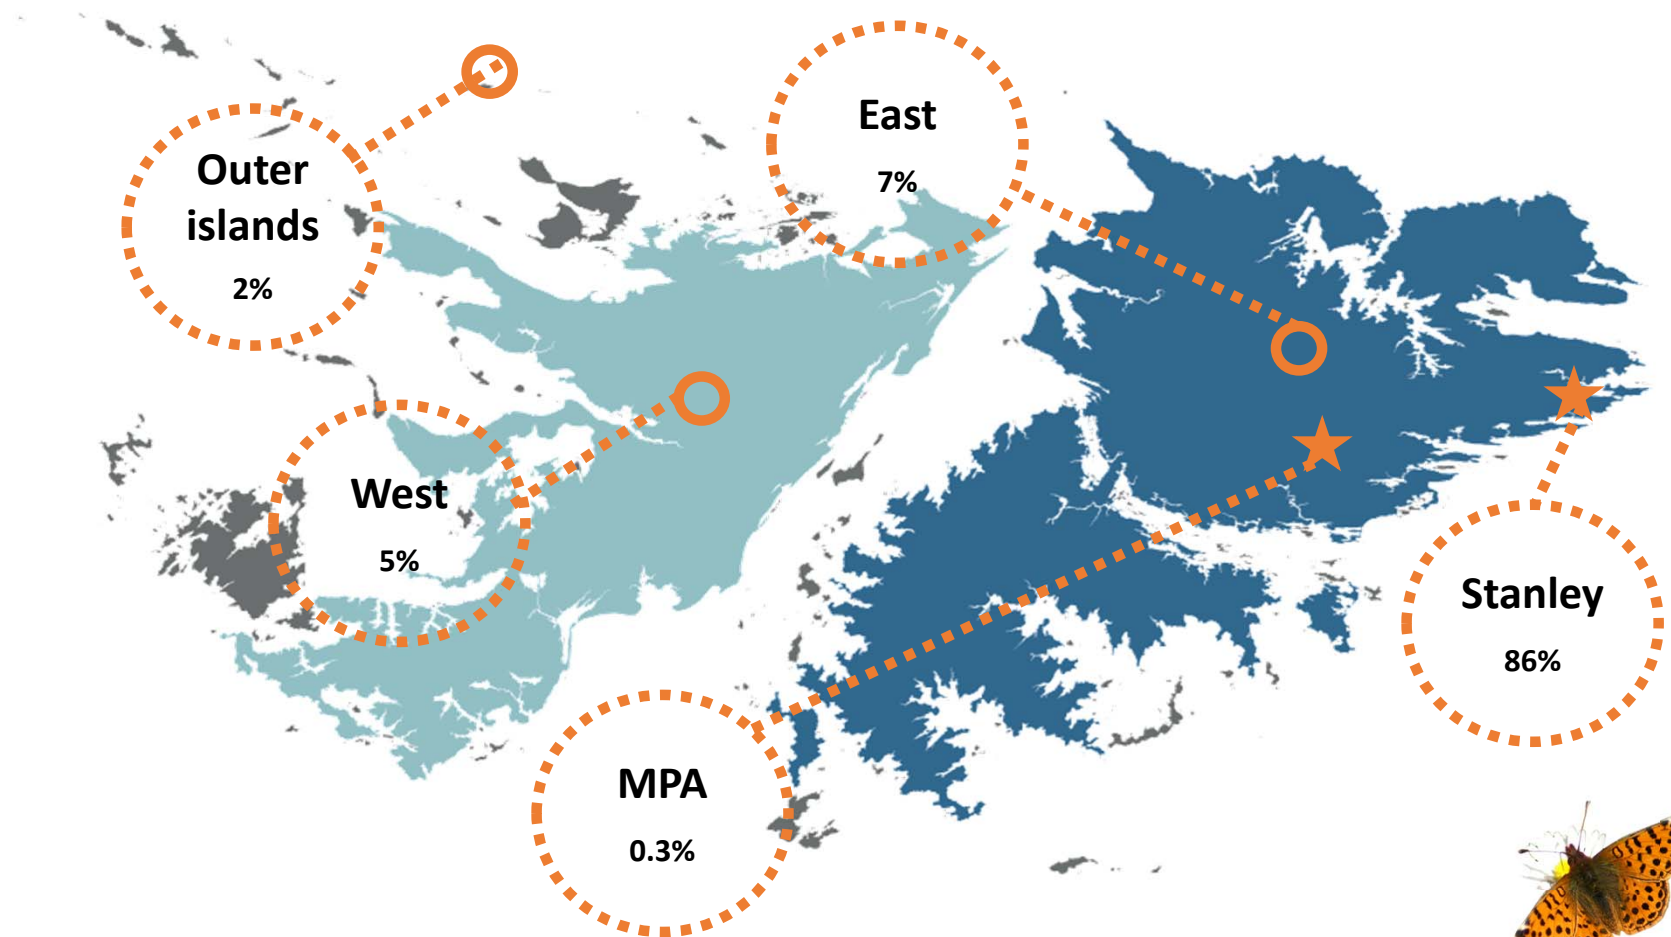 Outer
islands
2%
East
7%
West
5%
MPA
0.3%
Stanley
86%